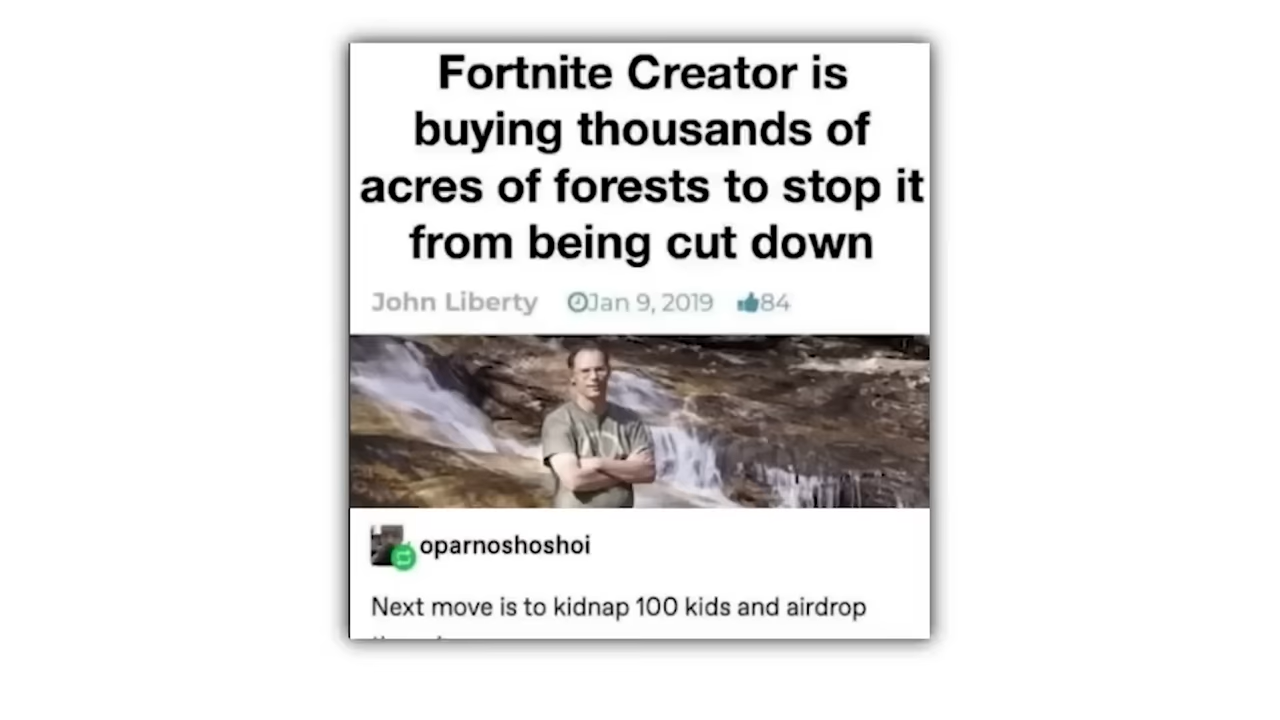 Fortnite Creator is
buying thousands of
acres of forests to stop it
from being cut down
John Liberty Jan 9, 2019 84
oparnoshoshoi
Next move is to kidnap 100 kids and airdrop